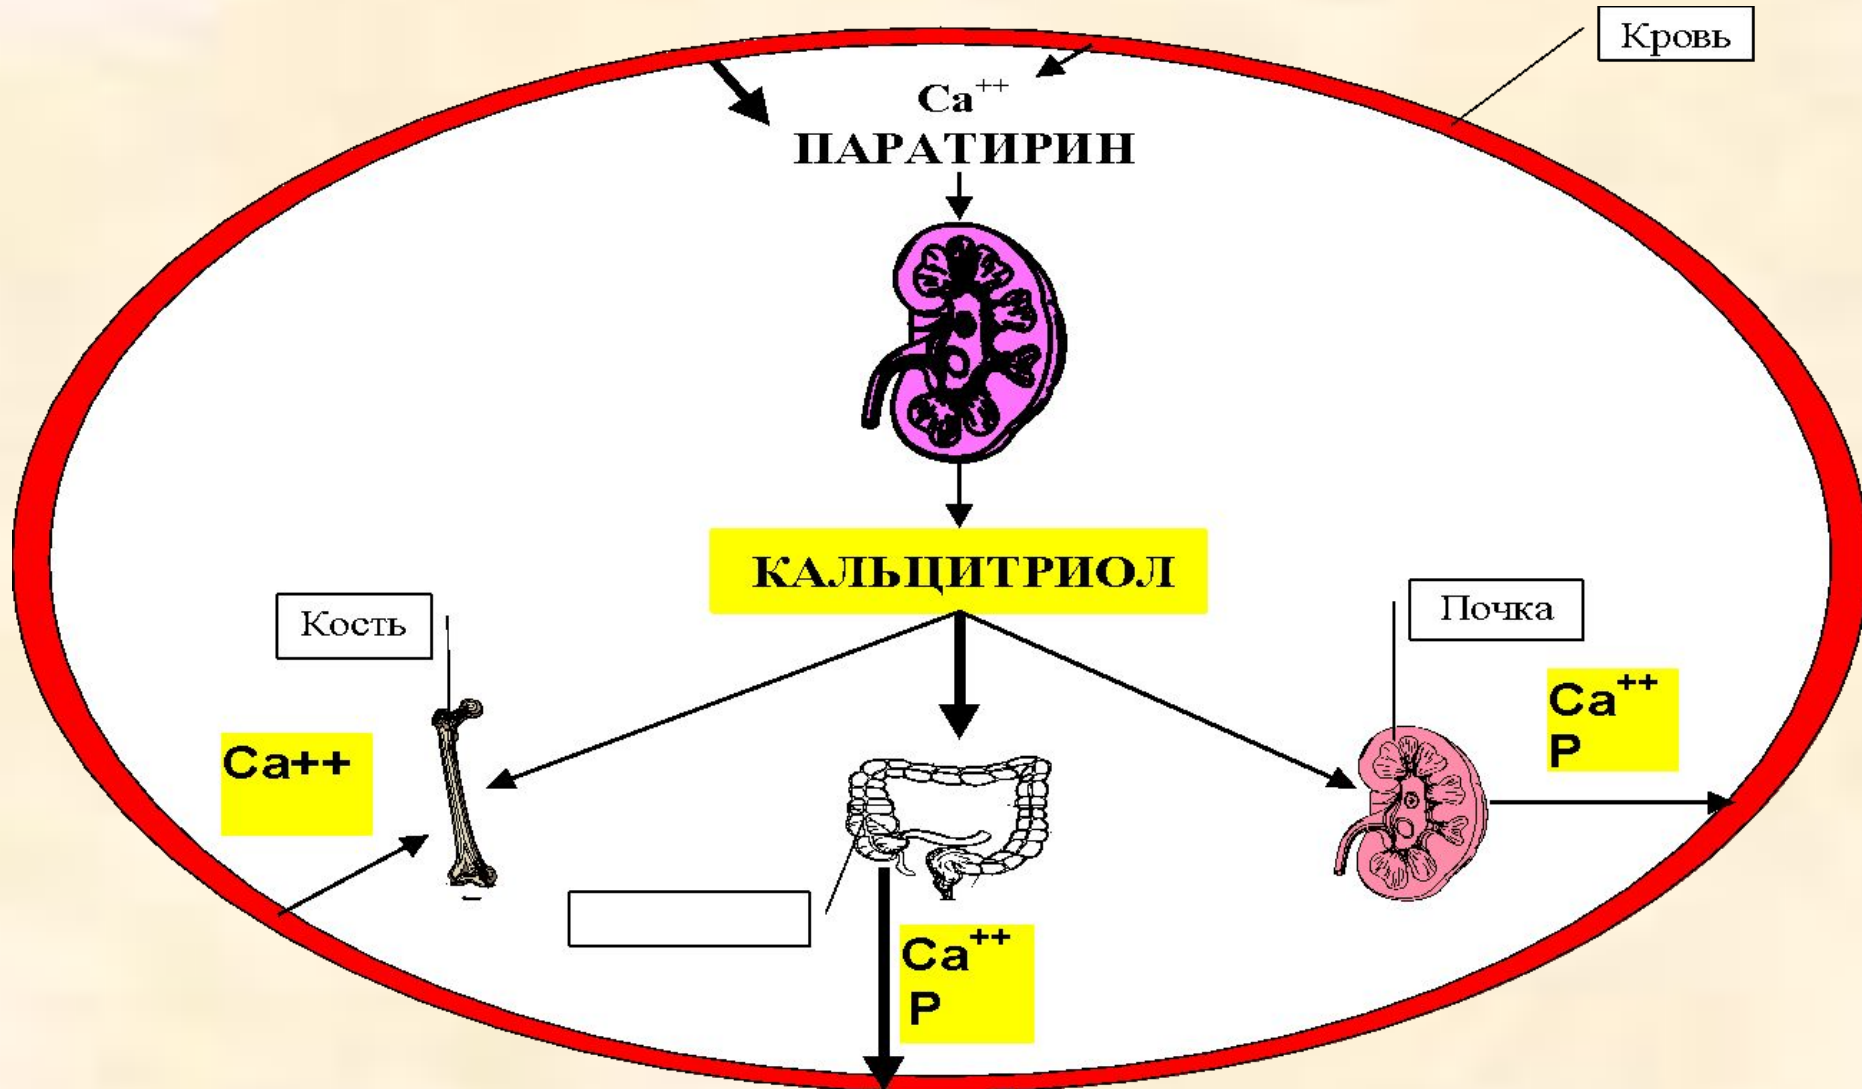 Кровь
Ca++
ПАРАТИРИН
КАЛЬЦИТРИОЛ
Кость
Почка
Ca++
Ca++
P
Ca++
P